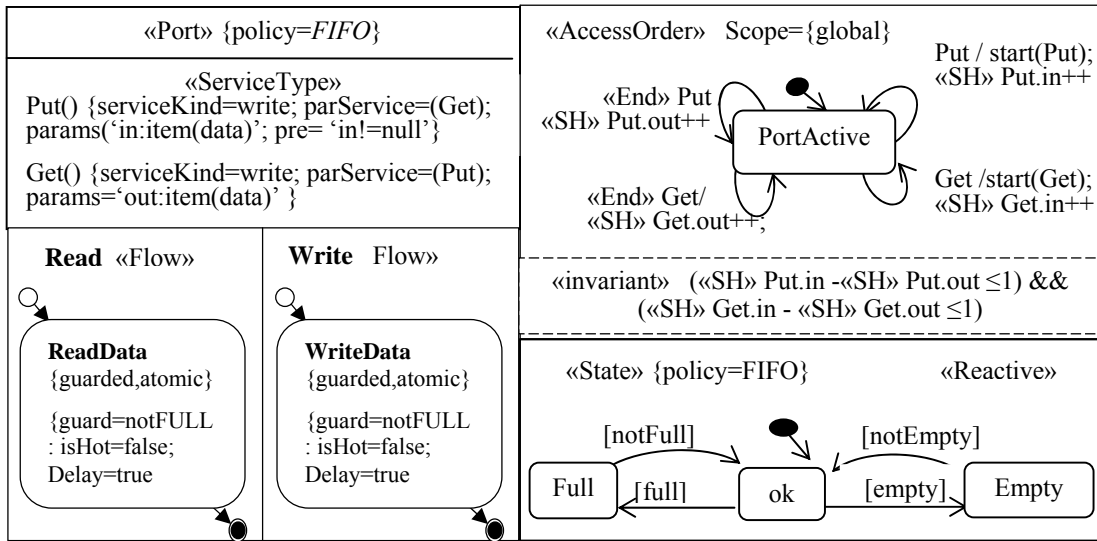 «Port» {policy=FIFO}
«ServiceType»
Put() {serviceKind=write; parService=(Get);
params(‘in:item(data)’; pre= ‘in!=null’}
Get() {serviceKind=write; parService=(Put);
params=‘out:item(data)’ }
Read «Flow»
ReadData
{guarded,atomic}
{guard=notFULL
: isHot=false;
Delay=true
Write Flow»
WriteData
{guarded,atomic}
{guard=notFULL
: isHot=false;
Delay=true
«AccessOrder» Scope={global}
Put / start(Put);
«SH» Put.in++
«End» Put
«SH» Put.out++
PortActive
Get /start(Get);
«SH» Get.in++
«End» Get/
«SH» Get.out++;
«invariant» («SH» Put.in -«SH» Put.out ≤1) &&
(«SH» Get.in - «SH» Get.out ≤1)
«State» {policy=FIFO} «Reactive»
[notFull] [notEmpty]
Full [full] ok [empty] Empty